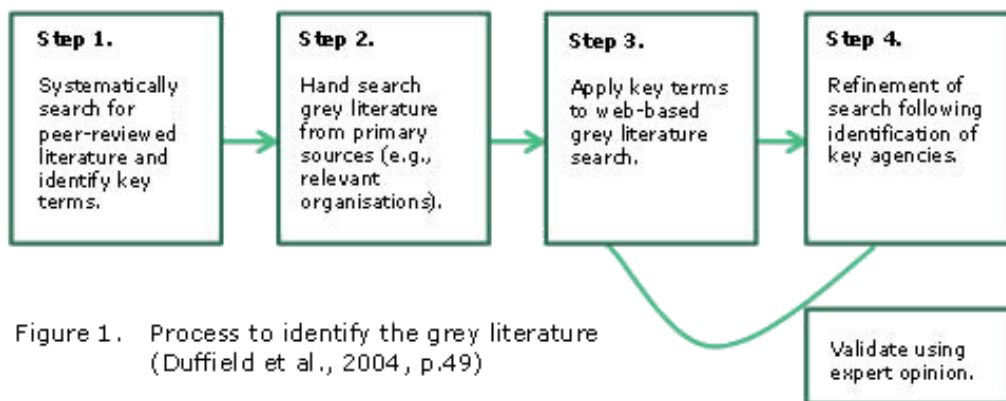 Step 1.
Systematically
search for
peer-reviewed
literature and
identify key
terms.
Step 2.
Hand search
grey literature
from primary
sources (e.g.,
relevant
organisations).
Step 3.
Apply key
terms to web-based
grey literature
search.
Step 4.
Refinement of
search following
identification of
key agencies.
Validate using
expert opinion.
Figure 1. Process to identify the grey literature
(Duffield et al., 2004, p.49)